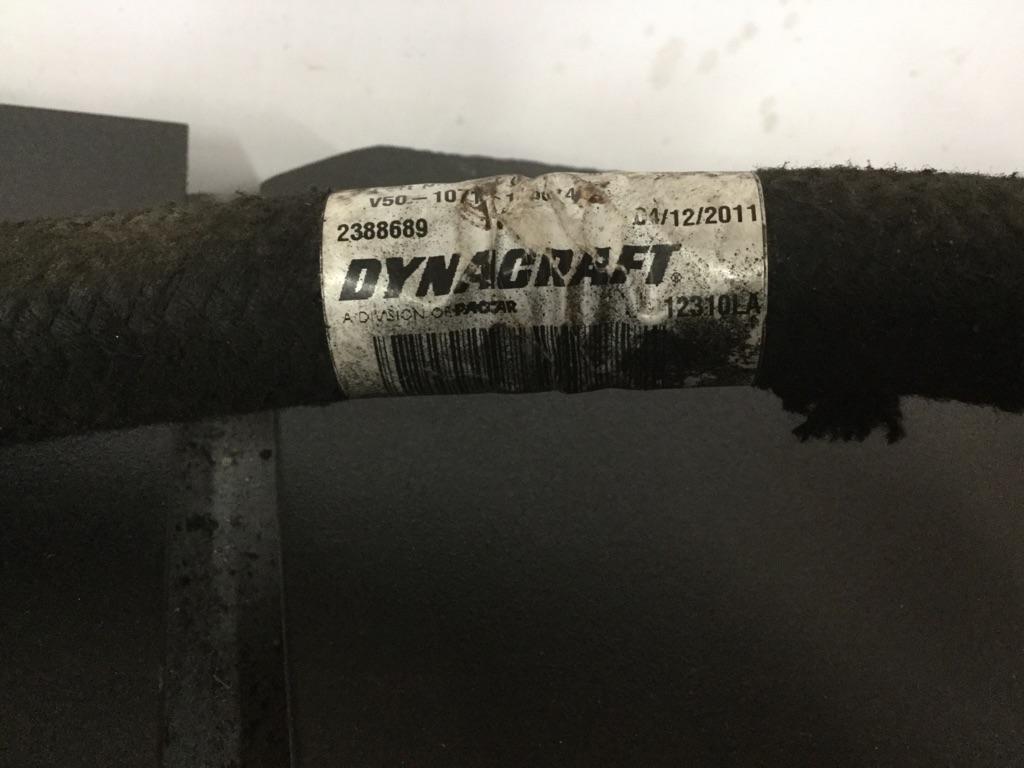 2388689 04/12/2011
DYNACRAFT®
A DIVISION OF PACCAR 12310LA